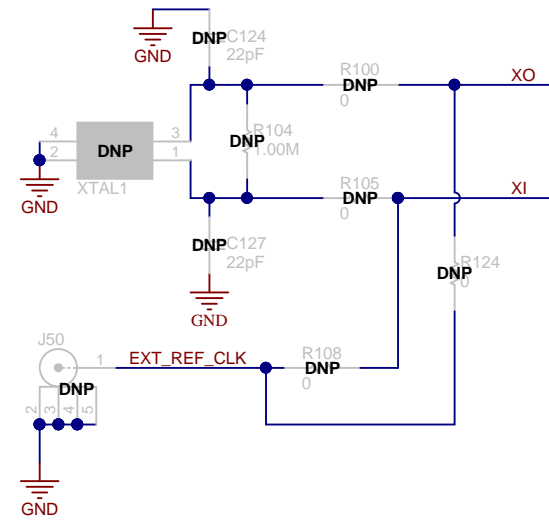 DNP C124
22pF
GND
R100
DNP
0
XO
4
3
DNP
2
1
XTAL1
GND
DNP R104
1.00M
R105
DNP
0
XI
DNP C127
22pF
GND
DNP R124
0
J50
1
EXT_REF_CLK
DNP
2
3
4
5
R108
DNP
0
GND